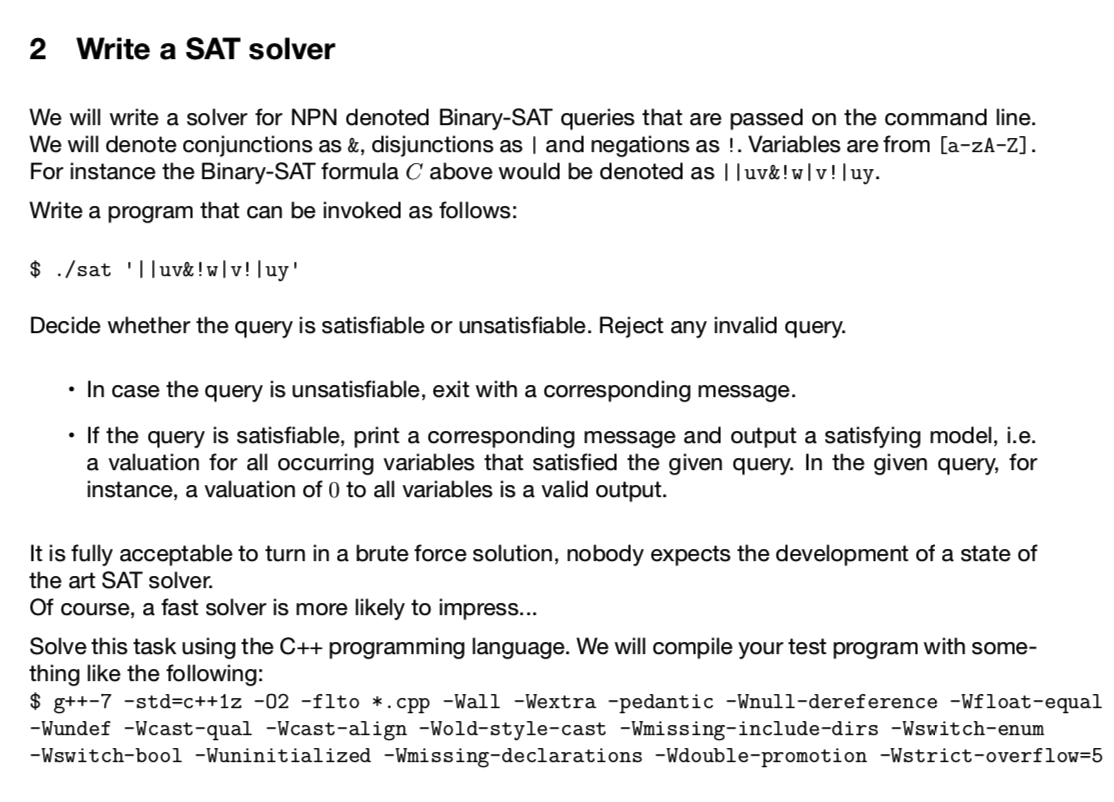 2 Write a SAT solver
We will write a solver for NPN denoted Binary-SAT queries that are passed on the command line.
We will denote conjunctions as &, disjunctions as | and negations as !. Variables are from [a-zA-Z].
For instance the Binary-SAT formula C above would be denoted as ||uv&!w|v!||uy.
Write a program that can be invoked as follows:
$ ./sat '||uv&!w|v!||uy'
Decide whether the query is satisfiable or unsatisfiable. Reject any invalid query.
• In case the query is unsatisfiable, exit with a corresponding message.
• If the query is satisfiable, print a corresponding message and output a satisfying model, i.e.
a valuation for all occurring variables that satisfied the given query. In the given query, for
instance, a valuation of 0 to all variables is a valid output.
It is fully acceptable to turn in a brute force solution, nobody expects the development of a state of
the art SAT solver.
Of course, a fast solver is more likely to impress...
Solve this task using the C++ programming language. We will compile your test program with some-
thing like the following:
$ g++-7 -std=c++1z -O2 -flto *.cpp -Wall -Wextra -pedantic -Wnull-dereference -Wfloat-equal
-Wundef -Wcast-qual -Wcast-align -Wold-style-cast -Wmissing-include-dirs -Wswitch-enum
-Wswitch-bool -Wuninitialized -Wmissing-declarations -Wdouble-promotion -Wstrict-overflow=5